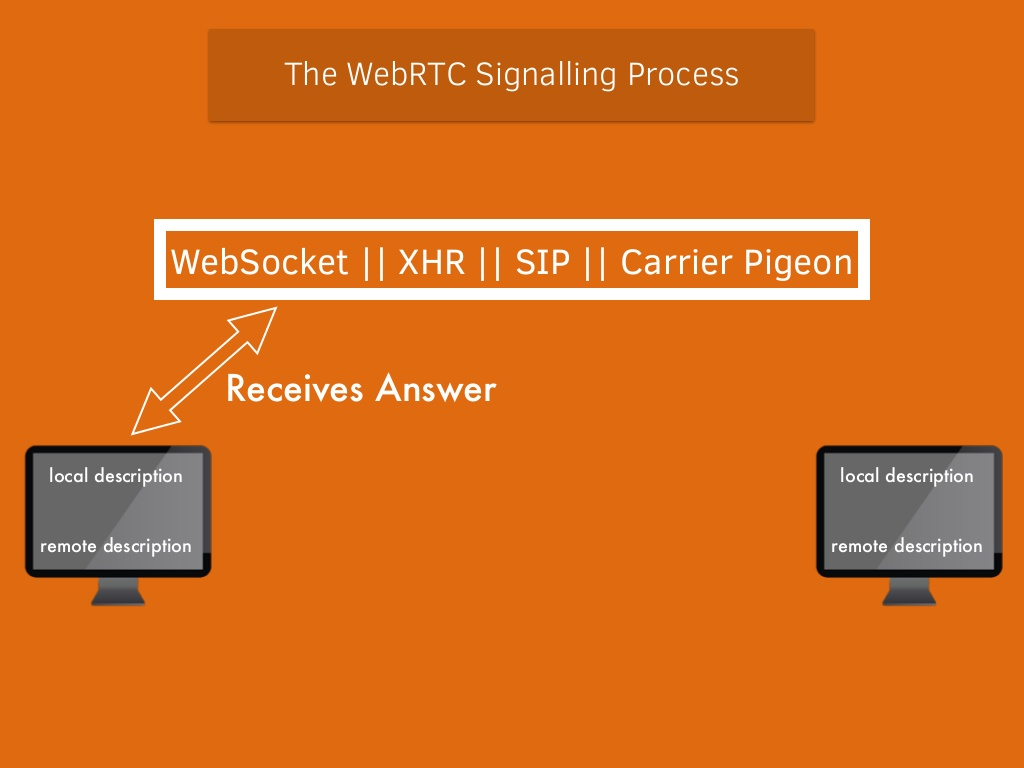 The WebRTC Signalling Process
WebSocket || XHR || SIP || Carrier Pigeon
Receives Answer
local description
remote description
local description
remote description